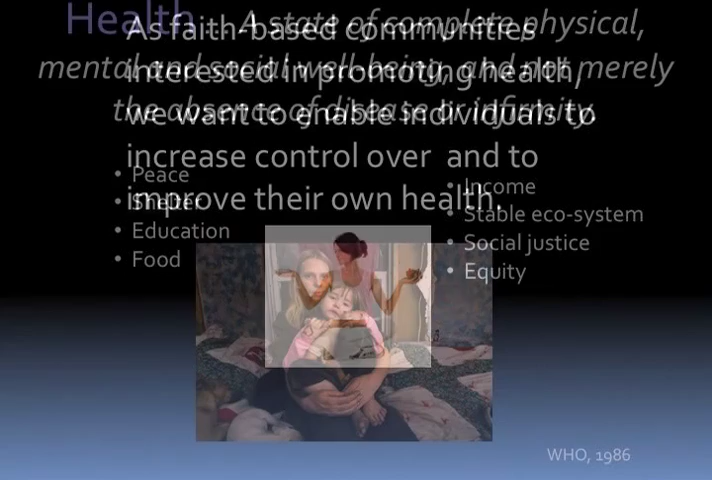 Health ... A state of complete physical,
mental and social well-being, and not merely
the absence of disease or infirmity.
As faith-based communities
interested in promoting health,
we want to enable individuals to
increase control over and to
improve their own health.
• Peace
• Shelter
• Education
• Food
• Income
• Stable eco-system
• Social justice
• Equity
WHO, 1986